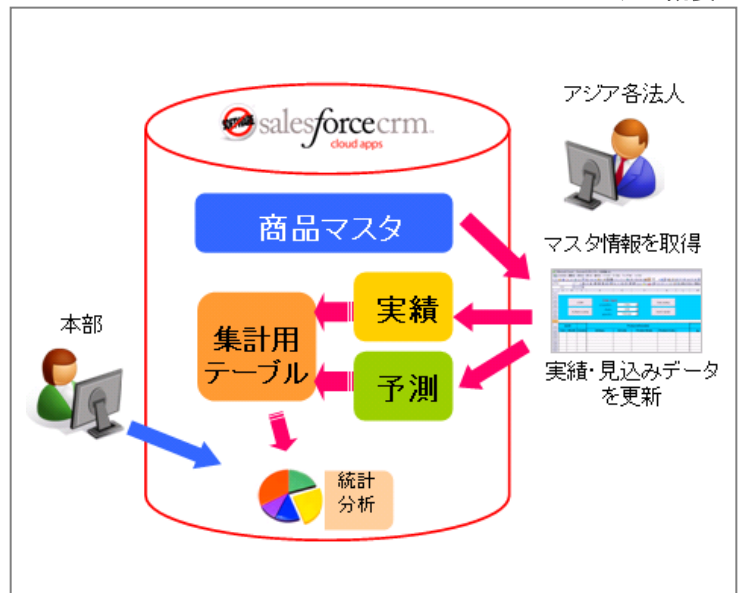 salesforcecrm.
cloud apps
アジア各法人
商品マスタ
マスタ情報を取得
実績
集計用
テーブル
予測
本部
実績・見込みデータ
を更新
統計
分析